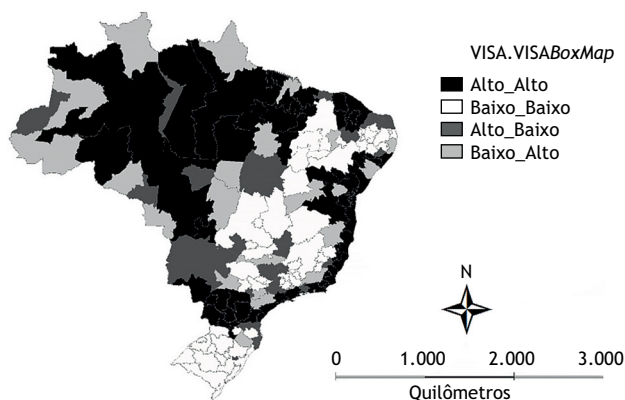 VISA.VISABoxMap
Alto_Alto
Baixo_Baixo
Alto_Baixo
Baixo_Alto
N
0 1.000 2.000 3.000
Quilômetros